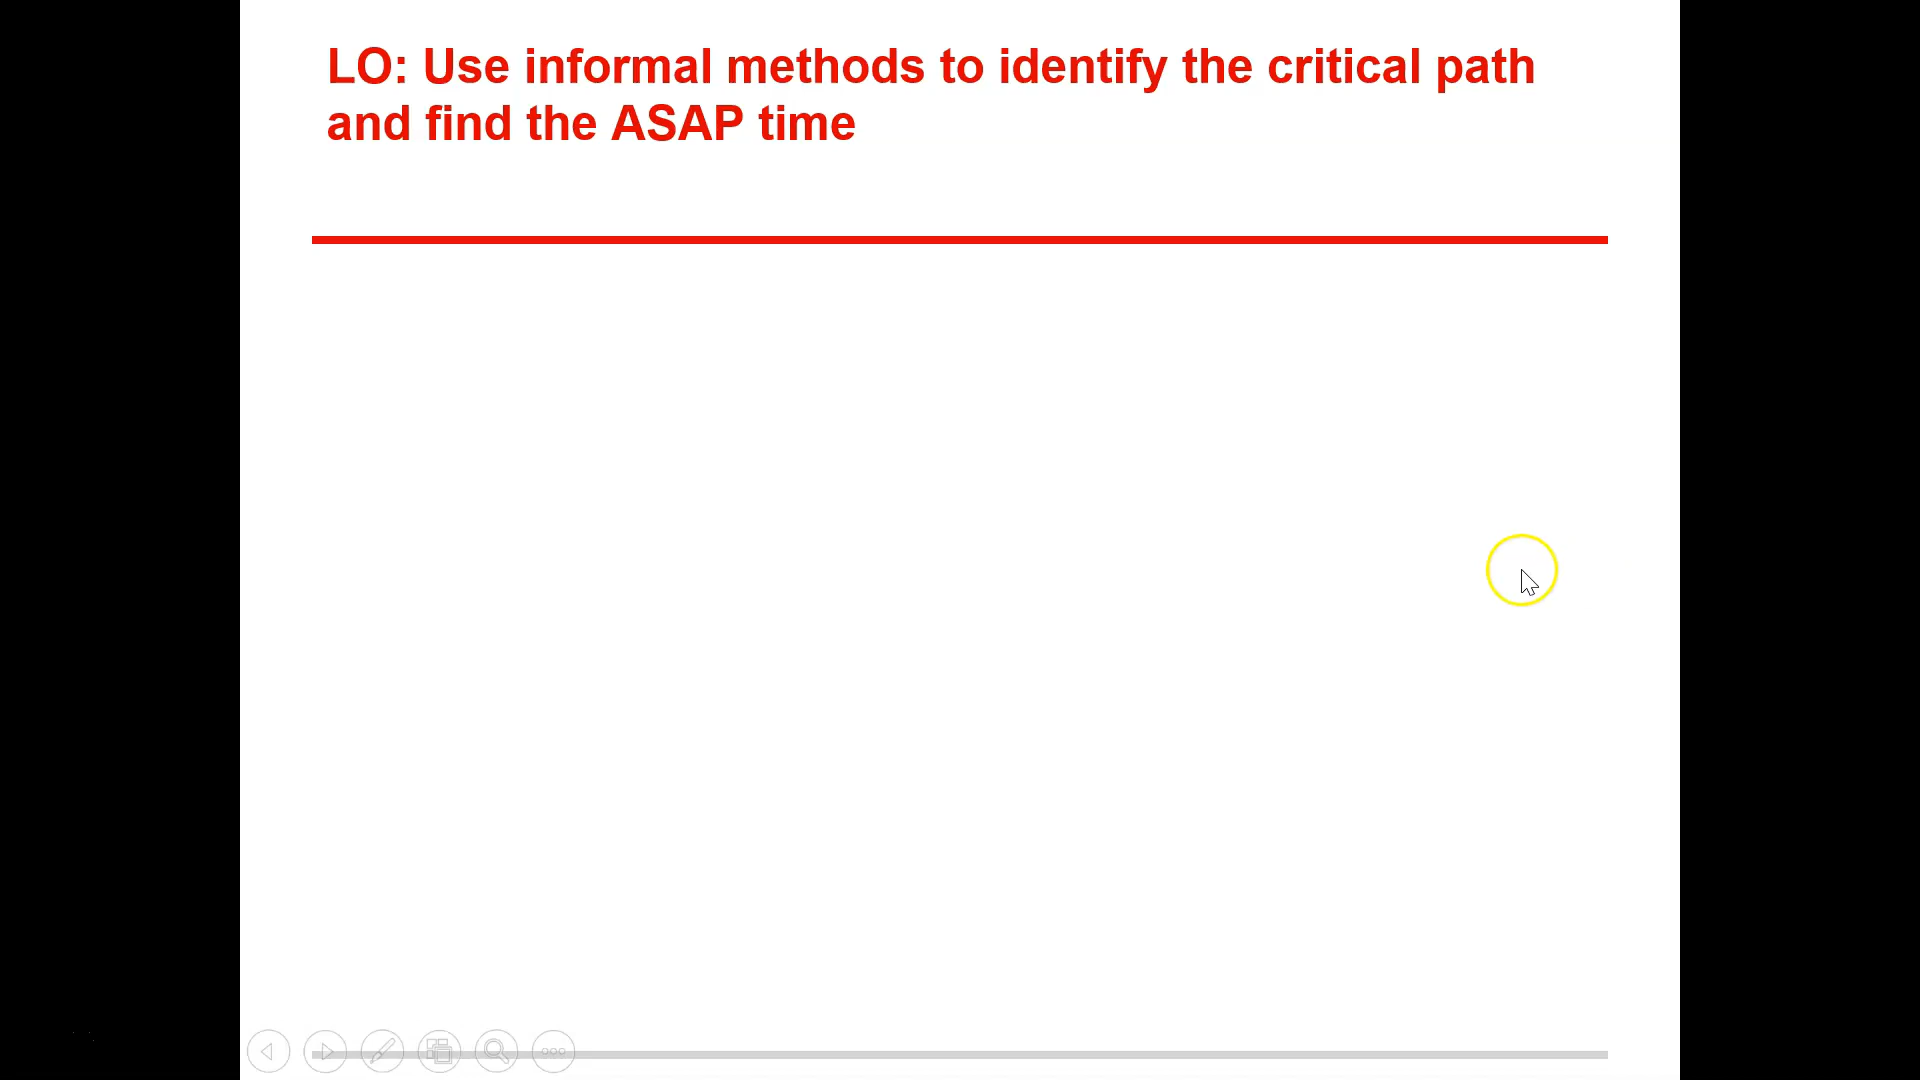 LO: Use informal methods to identify the critical path
and find the ASAP time